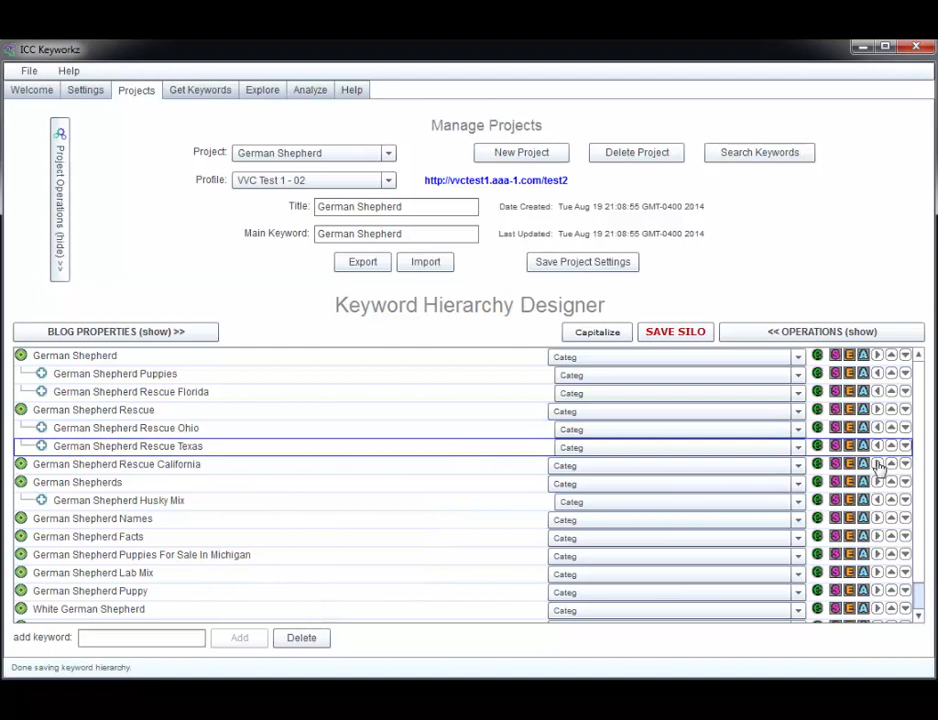 ICC Keyworkz
File Help
Welcome Settings Projects Get Keywords Explore Analyze Help
Project Operations (hide) >>
Manage Projects
Project: German Shepherd New Project Delete Project Search Keywords
Profile: VVC Test 1 - 02 http://vvctest1.aaa-1.com/test2
Title: German Shepherd Date Created: Tue Aug 19 21:08:55 GMT-0400 2014
Main Keyword: German Shepherd Last Updated: Tue Aug 19 21:08:55 GMT-0400 2014
Export Import Save Project Settings
Keyword Hierarchy Designer
BLOG PROPERTIES (show) >> Capitalize SAVE SILO << OPERATIONS (show)
German Shepherd Categ S E A
German Shepherd Puppies Categ S E A
German Shepherd Rescue Florida Categ S E A
German Shepherd Rescue Categ S E A
German Shepherd Rescue Ohio Categ S E A
German Shepherd Rescue Texas Categ S E A
German Shepherd Rescue California Categ S E A
German Shepherds Categ S E A
German Shepherd Husky Mix Categ S E A
German Shepherd Names Categ S E A
German Shepherd Facts Categ S E A
German Shepherd Puppies For Sale In Michigan Categ S E A
German Shepherd Lab Mix Categ S E A
German Shepherd Puppy Categ S E A
White German Shepherd Categ S E A
add keyword: Add Delete
Done saving keyword hierarchy.